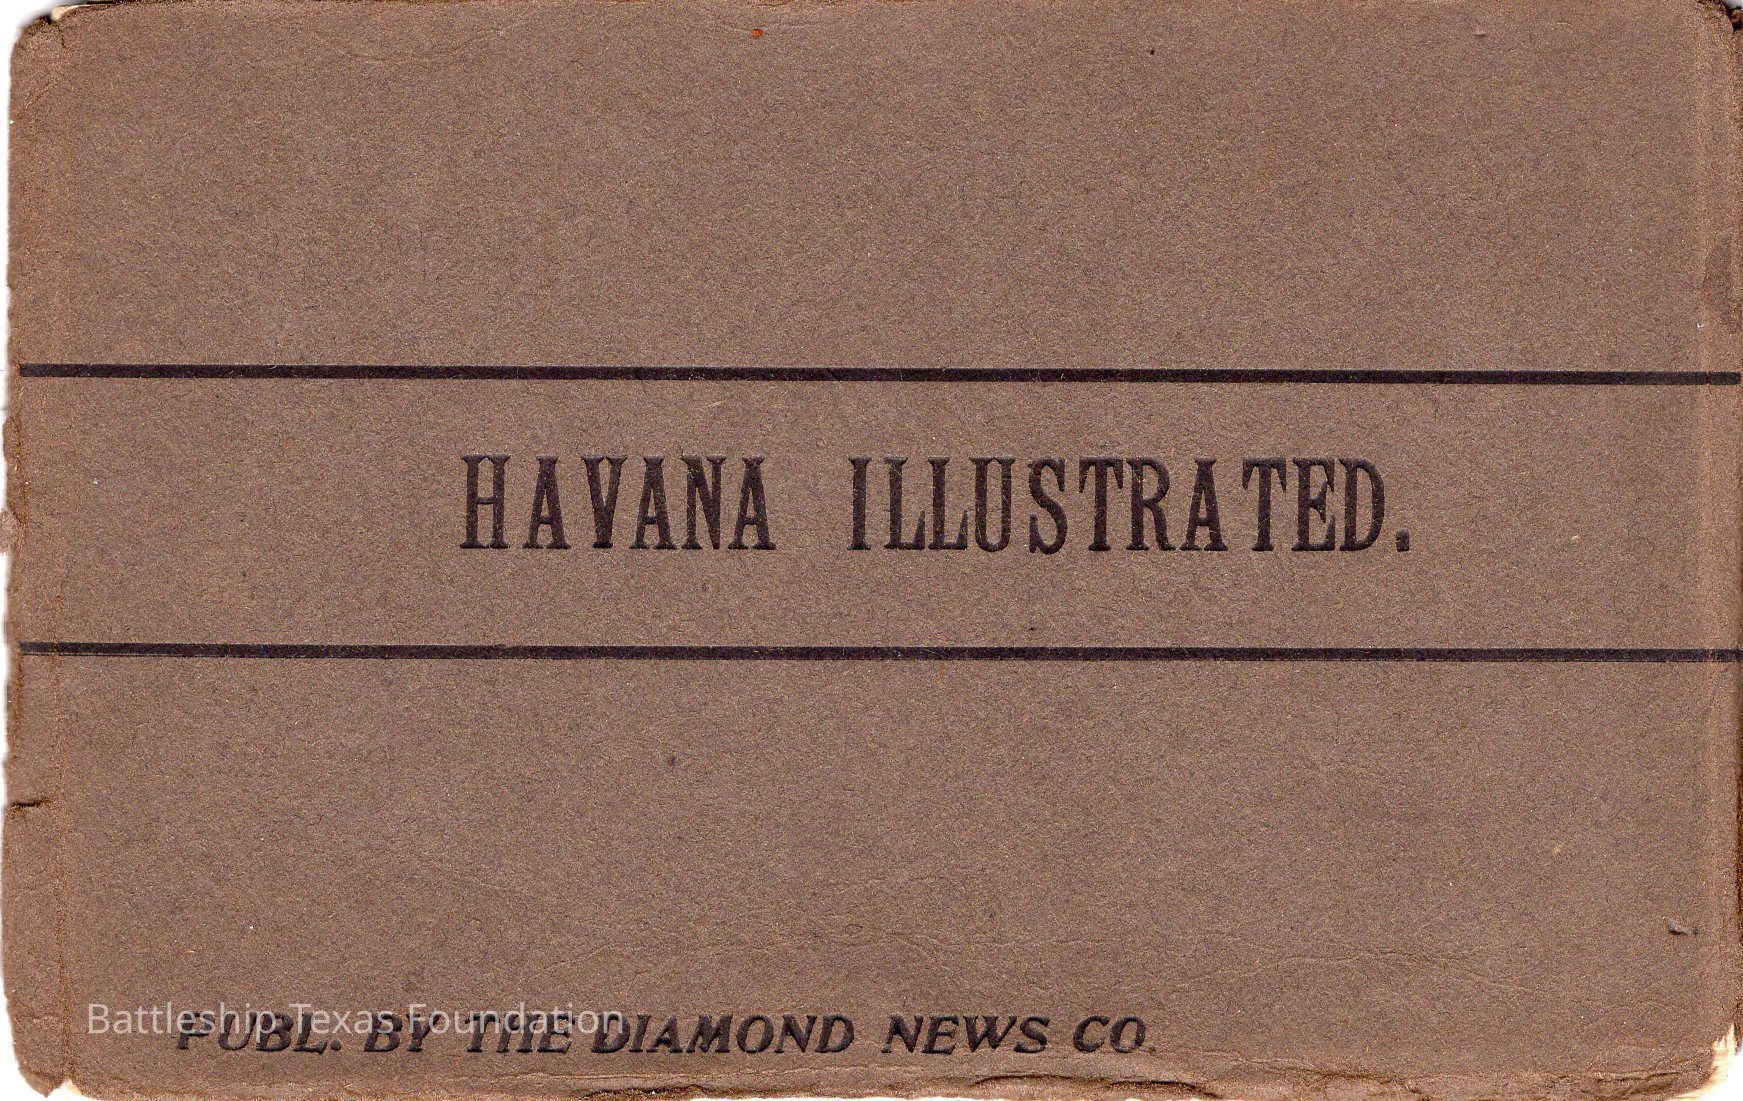 HAVANA ILLUSTRATED.
Battleship Texas Foundation
PUBL. BY THE DIAMOND NEWS CO.